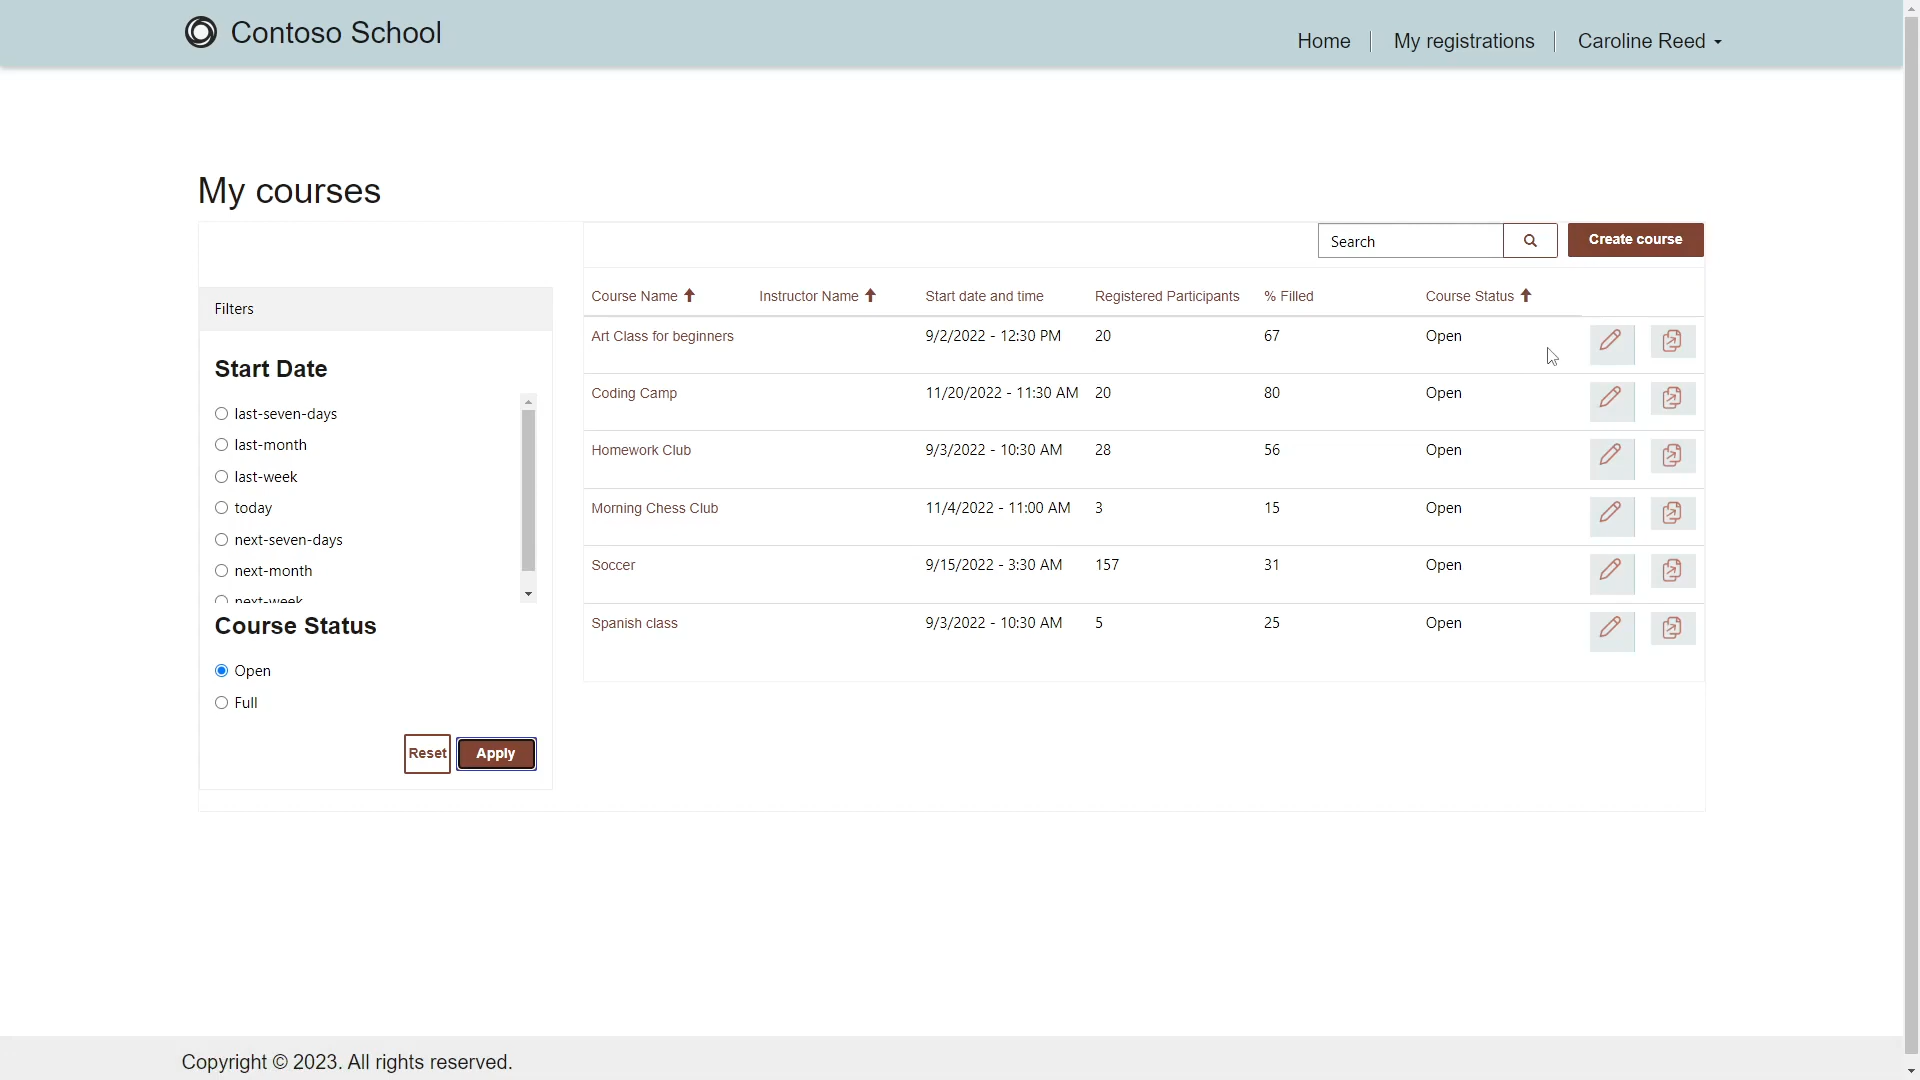 Contoso School
Home
My registrations
Caroline Reed
My courses
Search
Create course
Filters
Start Date
last-seven-days
last-month
last-week
today
next-seven-days
next-month
next-week
Course Status
Open
Full
Reset
Apply
Course Name Instructor Name Start date and time Registered Participants % Filled Course Status
Art Class for beginners 9/2/2022 - 12:30 PM 20 67 Open
Coding Camp 11/20/2022 - 11:30 AM 20 80 Open
Homework Club 9/3/2022 - 10:30 AM 28 56 Open
Morning Chess Club 11/4/2022 - 11:00 AM 3 15 Open
Soccer 9/15/2022 - 3:30 AM 157 31 Open
Spanish class 9/3/2022 - 10:30 AM 5 25 Open
Copyright © 2023. All rights reserved.